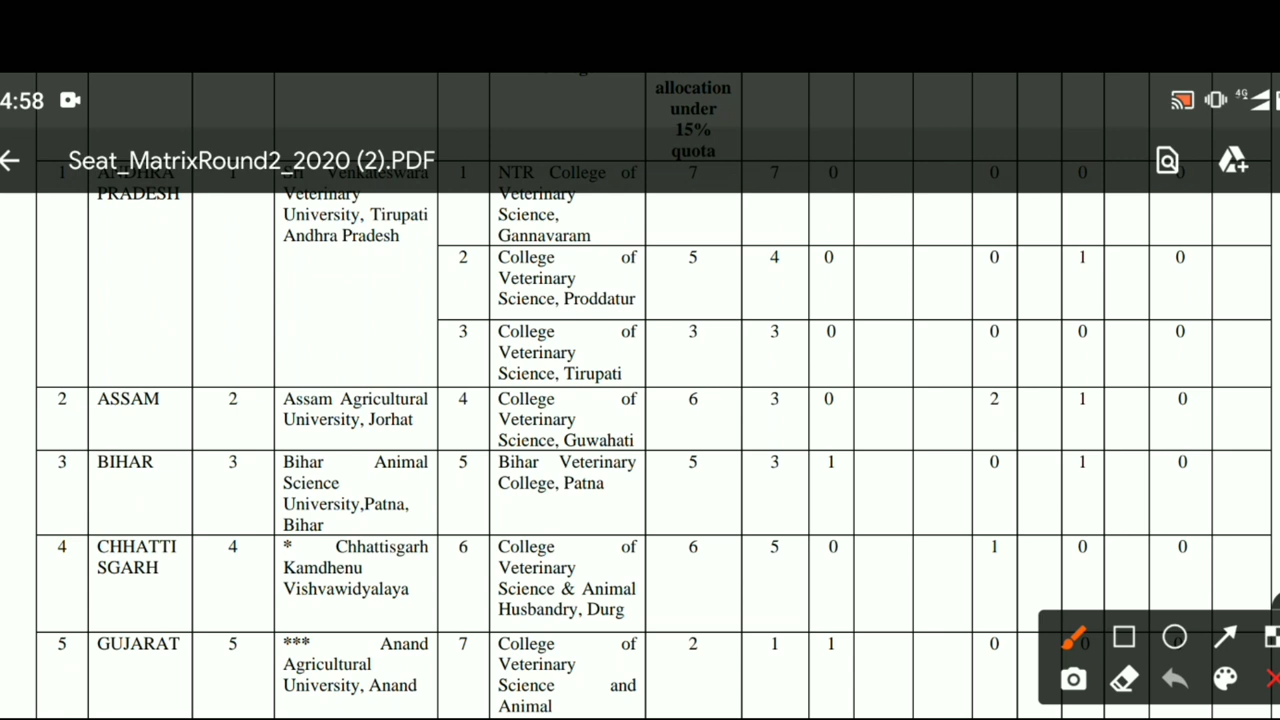 allocation
under
15%
quota
4:58
4G
Seat_MatrixRound2_2020 (2).PDF
1 ANDHRA 1 Sri Venkateswara 1 NTR College of 7 7 0 0 0 0
PRADESH Veterinary Veterinary
University, Tirupati Science,
Andhra Pradesh Gannavaram
2 College of 5 4 0 0 1 0
Veterinary
Science, Proddatur
3 College of 3 3 0 0 0 0
Veterinary
Science, Tirupati
2 ASSAM 2 Assam Agricultural 4 College of 6 3 0 2 1 0
University, Jorhat Veterinary
Science, Guwahati
3 BIHAR 3 Bihar Animal 5 Bihar Veterinary 5 3 1 0 1 0
Science College, Patna
University,Patna,
Bihar
4 CHHATTI 4 * Chhattisgarh 6 College of 6 5 0 1 0 0
SGARH Kamdhenu Veterinary
Vishvawidyalaya Science & Animal
Husbandry, Durg
5 GUJARAT 5 *** Anand 7 College of 2 1 1 0 0
Agricultural Veterinary
University, Anand Science and
Animal